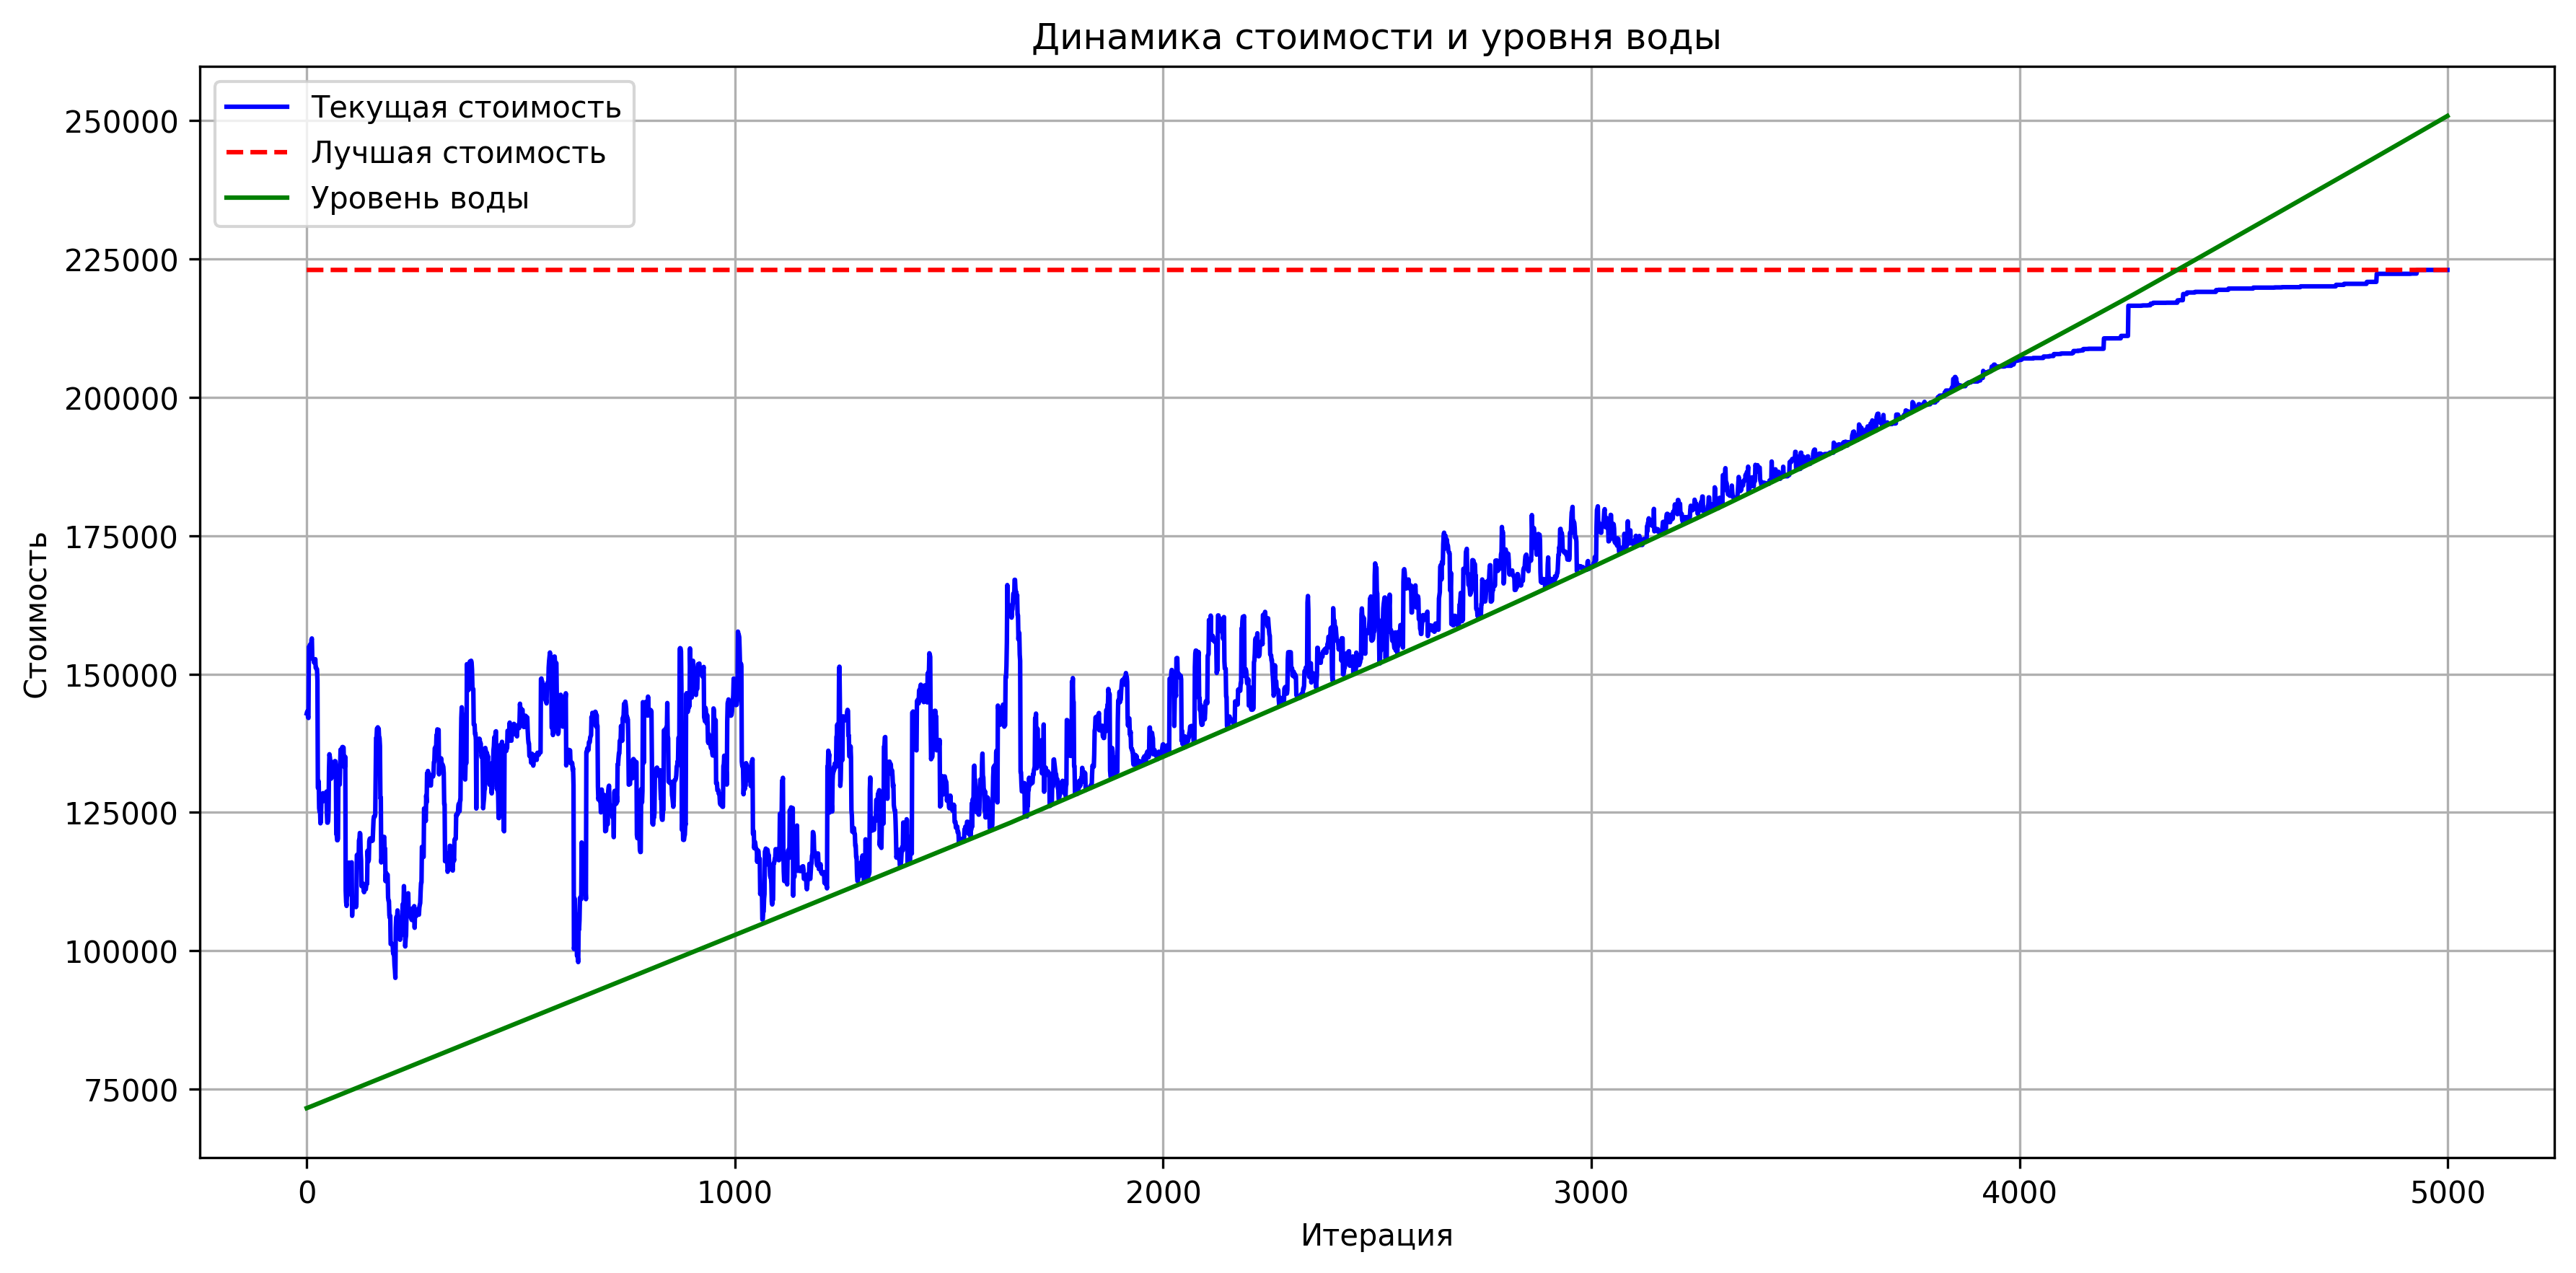 Динамика стоимости и уровня воды
Текущая стоимость
Лучшая стоимость
Уровень воды
250000
225000
200000
175000
150000
125000
100000
75000
Стоимость
0 1000 2000 3000 4000 5000
Итерация